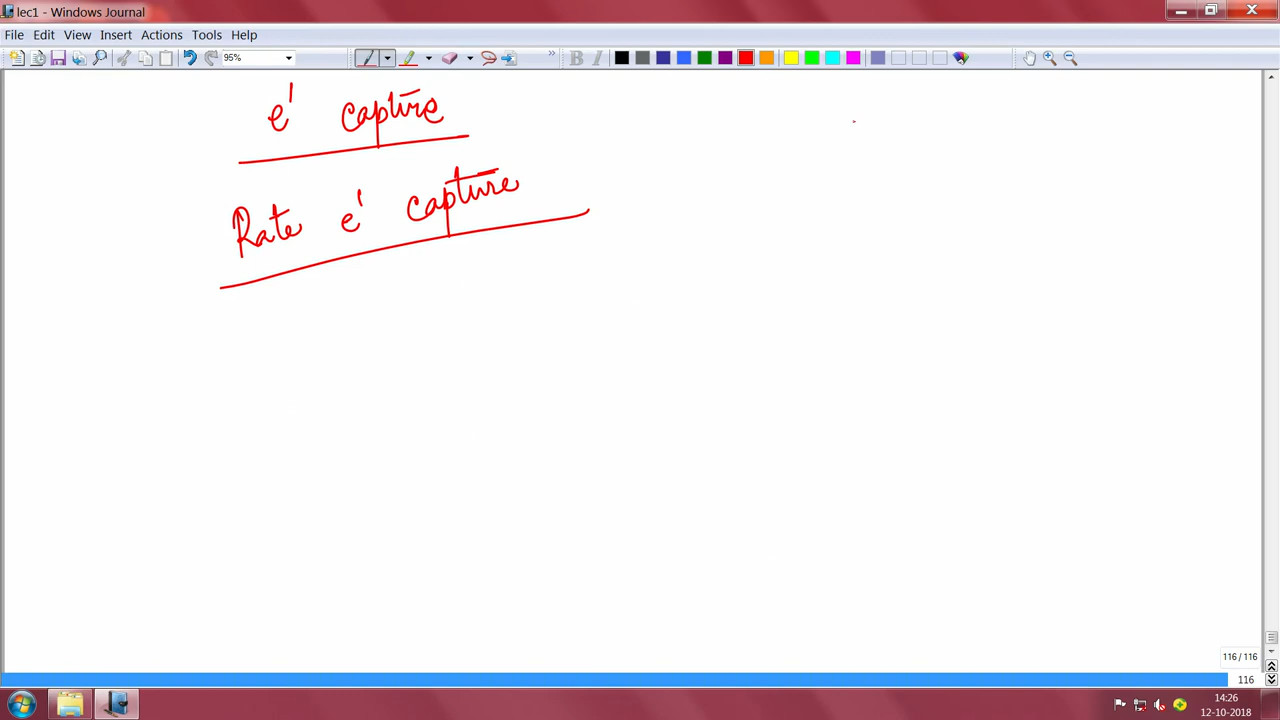 lec1 - Windows Journal
File Edit View Insert Actions Tools Help
95%
e' capture
Rate e' capture
116 / 116
116
14:26
12-10-2018